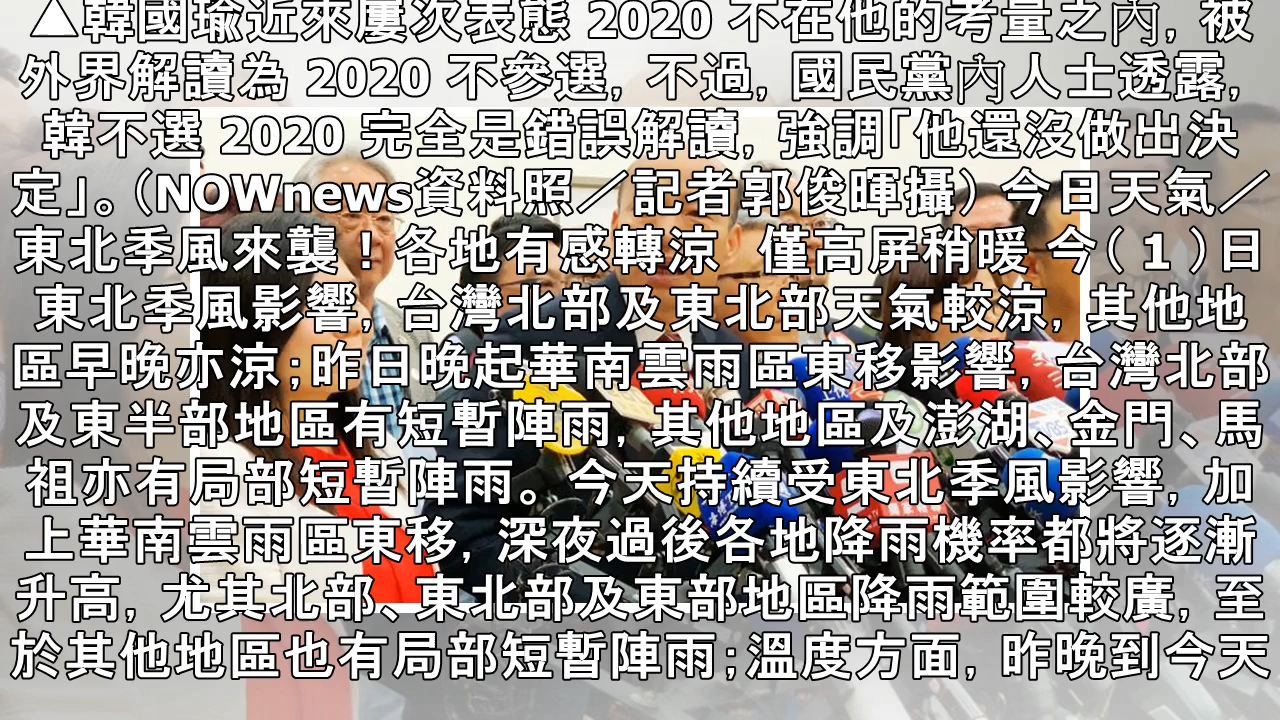 ▲韓國瑜近來屢次表態 2020 不在他的考量之內, 被
外界解讀為 2020 不參選, 不過, 國民黨內人士透露,
韓不選 2020 完全是錯誤解讀, 強調「他還沒做出決
定」。(NOWnews資料照／記者郭俊暉攝) 今日天氣／
東北季風來襲！各地有感轉涼　僅高屏稍暖 今(１)日
東北季風影響, 台灣北部及東北部天氣較涼, 其他地
區早晚亦涼;昨日晚起華南雲雨區東移影響, 台灣北部
及東半部地區有短暫陣雨, 其他地區及澎湖、金門、馬
祖亦有局部短暫陣雨。今天持續受東北季風影響, 加
上華南雲雨區東移, 深夜過後各地降雨機率都將逐漸
升高, 尤其北部、東北部及東部地區降雨範圍較廣, 至
於其他地區也有局部短暫陣雨;溫度方面, 昨晚到今天